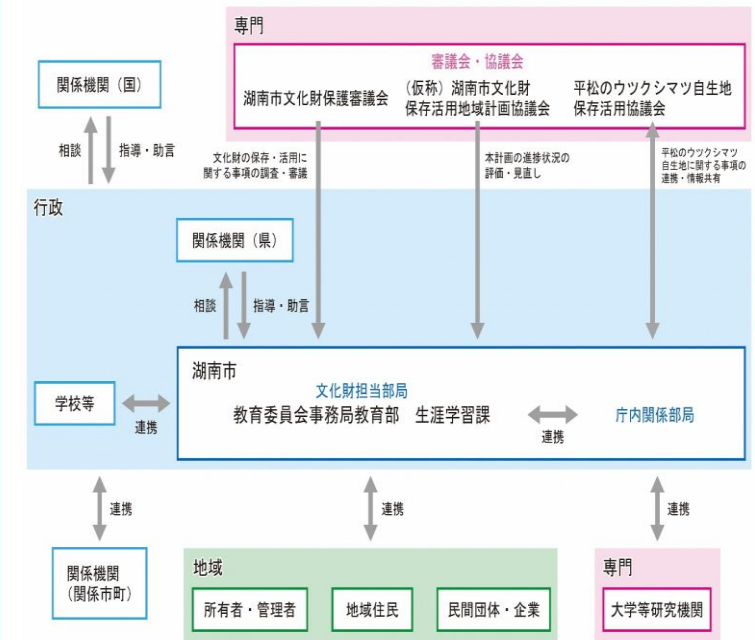 専門
審議会・協議会
湖南市文化財保護審議会
（仮称）湖南市文化財
保存活用地域計画協議会
平松のウツクシマツ自生地
保存活用協議会
関係機関（国）
相談
指導・助言
文化財の保存・活用に
関する事項の調査・審議
本計画の進捗状況の
評価・見直し
平松のウツクシマツ
自生地に関する事項の
連携・情報共有
行政
関係機関（県）
相談
指導・助言
湖南市
文化財担当部局
教育委員会事務局教育部　生涯学習課
連携
庁内関係部局
学校等
連携
連携
連携
連携
関係機関
（関係市町）
地域
所有者・管理者
地域住民
民間団体・企業
専門
大学等研究機関